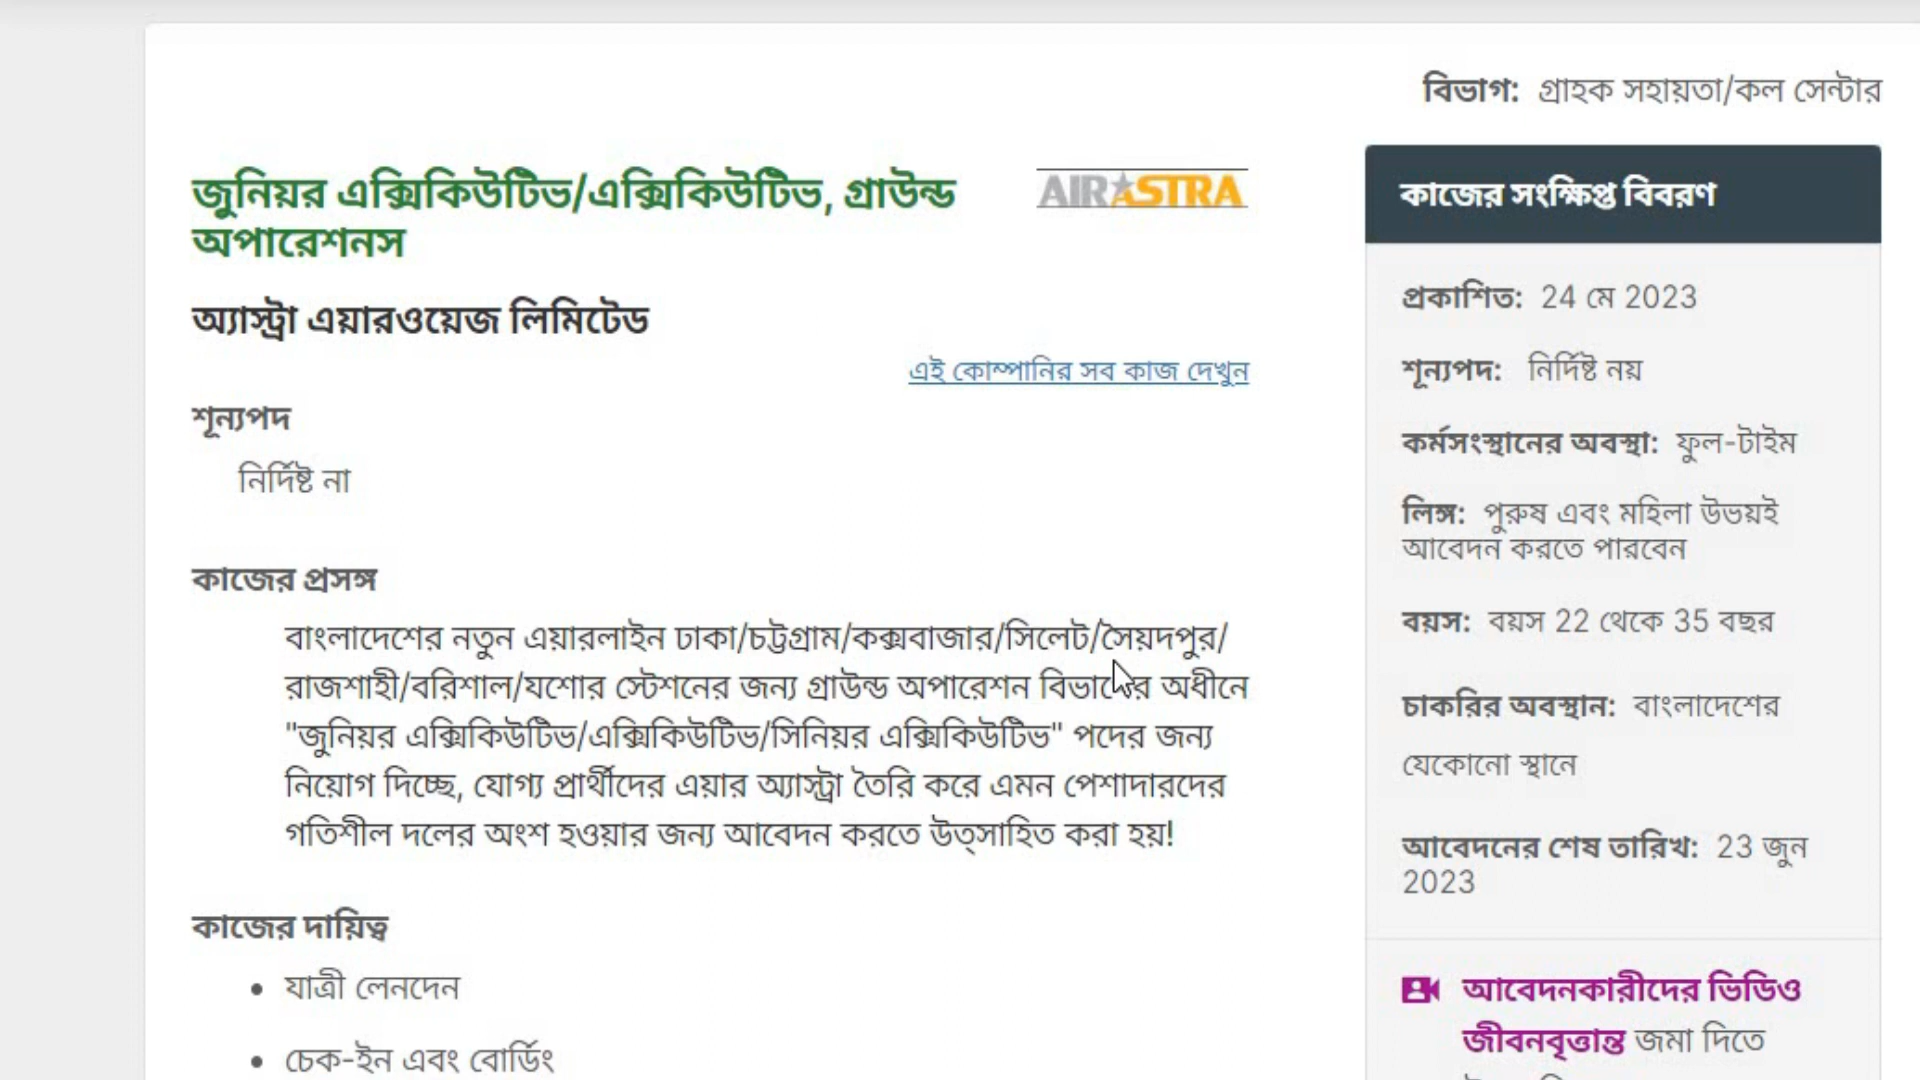 বিভাগ: গ্রাহক সহায়তা/কল সেন্টার
জুনিয়র এক্সিকিউটিভ/এক্সিকিউটিভ, গ্রাউন্ড
অপারেশনস
AIRASTRA
অ্যাস্ট্রা এয়ারওয়েজ লিমিটেড
এই কোম্পানির সব কাজ দেখুন
শূন্যপদ
নির্দিষ্ট না
কাজের প্রসঙ্গ
বাংলাদেশের নতুন এয়ারলাইন ঢাকা/চট্টগ্রাম/কক্সবাজার/সিলেট/সৈয়দপুর/
রাজশাহী/বরিশাল/যশোর স্টেশনের জন্য গ্রাউন্ড অপারেশন বিভাগের অধীনে
"জুনিয়র এক্সিকিউটিভ/এক্সিকিউটিভ/সিনিয়র এক্সিকিউটিভ" পদের জন্য
নিয়োগ দিচ্ছে, যোগ্য প্রার্থীদের এয়ার অ্যাস্ট্রা তৈরি করে এমন পেশাদারদের
গতিশীল দলের অংশ হওয়ার জন্য আবেদন করতে উত্সাহিত করা হয়!
কাজের দায়িত্ব
• যাত্রী লেনদেন
• চেক-ইন এবং বোর্ডিং
কাজের সংক্ষিপ্ত বিবরণ
প্রকাশিত: 24 মে 2023
শূন্যপদ: নির্দিষ্ট নয়
কর্মসংস্থানের অবস্থা: ফুল-টাইম
লিঙ্গ: পুরুষ এবং মহিলা উভয়ই
আবেদন করতে পারবেন
বয়স: বয়স 22 থেকে 35 বছর
চাকরির অবস্থান: বাংলাদেশের
যেকোনো স্থানে
আবেদনের শেষ তারিখ: 23 জুন
2023
আবেদনকারীদের ভিডিও
জীবনবৃত্তান্ত জমা দিতে